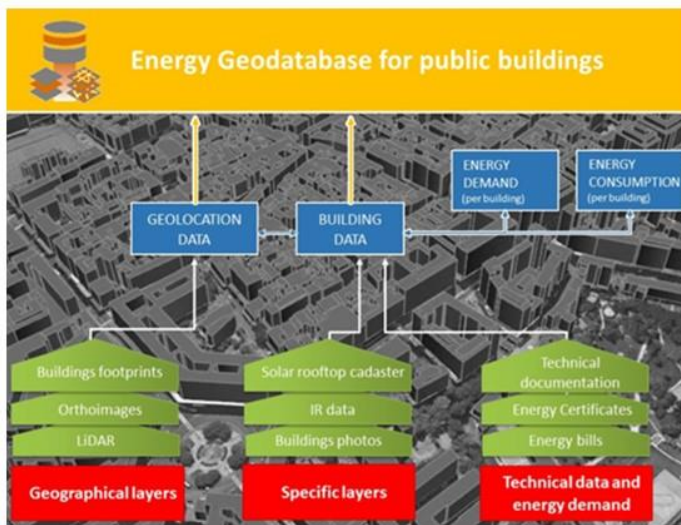 Energy Geodatabase for public buildings
ENERGY
DEMAND
(per building)
ENERGY
CONSUMPTION
(per building)
GEOLOCATION
DATA
BUILDING
DATA
Buildings footprints
Orthoimages
LiDAR
Geographical layers
Solar rooftop cadaster
IR data
Buildings photos
Specific layers
Technical
documentation
Energy Certificates
Energy bills
Technical data and
energy demand